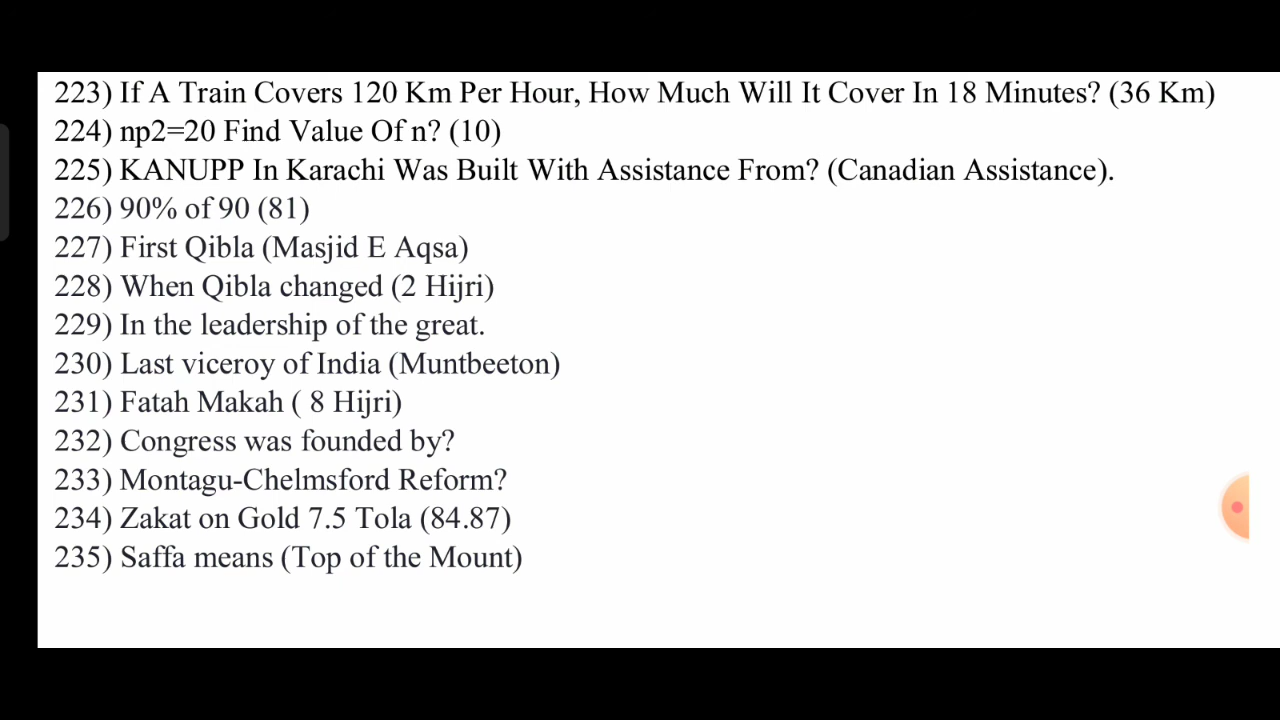 223) If A Train Covers 120 Km Per Hour, How Much Will It Cover In 18 Minutes? (36 Km)
224) np2=20 Find Value Of n? (10)
225) KANUPP In Karachi Was Built With Assistance From? (Canadian Assistance).
226) 90% of 90 (81)
227) First Qibla (Masjid E Aqsa)
228) When Qibla changed (2 Hijri)
229) In the leadership of the great.
230) Last viceroy of India (Muntbeeton)
231) Fatah Makah ( 8 Hijri)
232) Congress was founded by?
233) Montagu-Chelmsford Reform?
234) Zakat on Gold 7.5 Tola (84.87)
235) Saffa means (Top of the Mount)